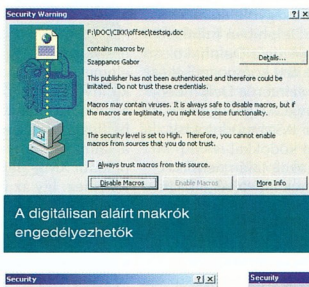 Security Warning
F:\DOC\CIKK\offsec\testsig.doc
contains macros by
Szappanos Gabor
Details...
This publisher has not been authenticated and therefore could be
imitated. Do not trust these credentials.
Macros may contain viruses. It is always safe to disable macros, but if
the macros are legitimate, you might lose some functionality.
The security level is set to High. Therefore, you cannot enable
macros from sources that you do not trust.
Always trust macros from this source.
Disable Macros Enable Macros More Info
A digitálisan aláírt makrók
engedélyezhetők
Security
Security